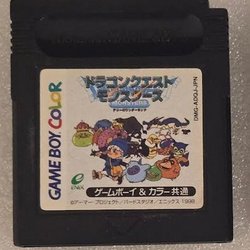 ドラゴンクエスト
モンスターズ
テリーのワンダーランド
GAME BOY COLOR
DMG-AQQJ-JPN
ENIX
ゲームボーイ & カラー共通
©アーマープロジェクト/バードスタジオ/エニックス 1998